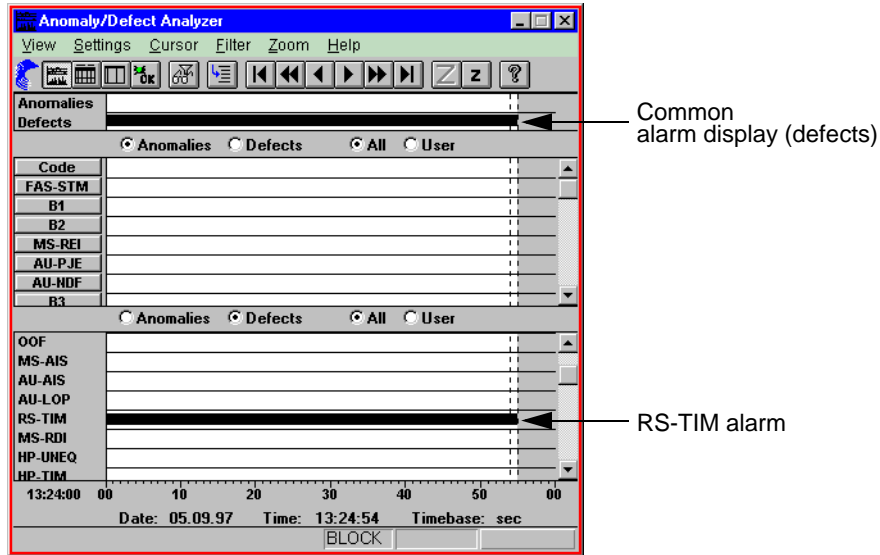 Anomaly/Defect Analyzer
View Settings Cursor Filter Zoom Help
OK Z z ?
Anomalies
Defects
Common
alarm display (defects)
Anomalies Defects All User
Code
FAS-STM
B1
B2
MS-REI
AU-PJE
AU-NDF
B3
Anomalies Defects All User
OOF
MS-AIS
AU-AIS
AU-LOP
RS-TIM
RS-TIM alarm
MS-RDI
HP-UNEQ
HP-TIM
13:24:00 00 10 20 30 40 50 00
Date: 05.09.97 Time: 13:24:54 Timebase: sec
BLOCK